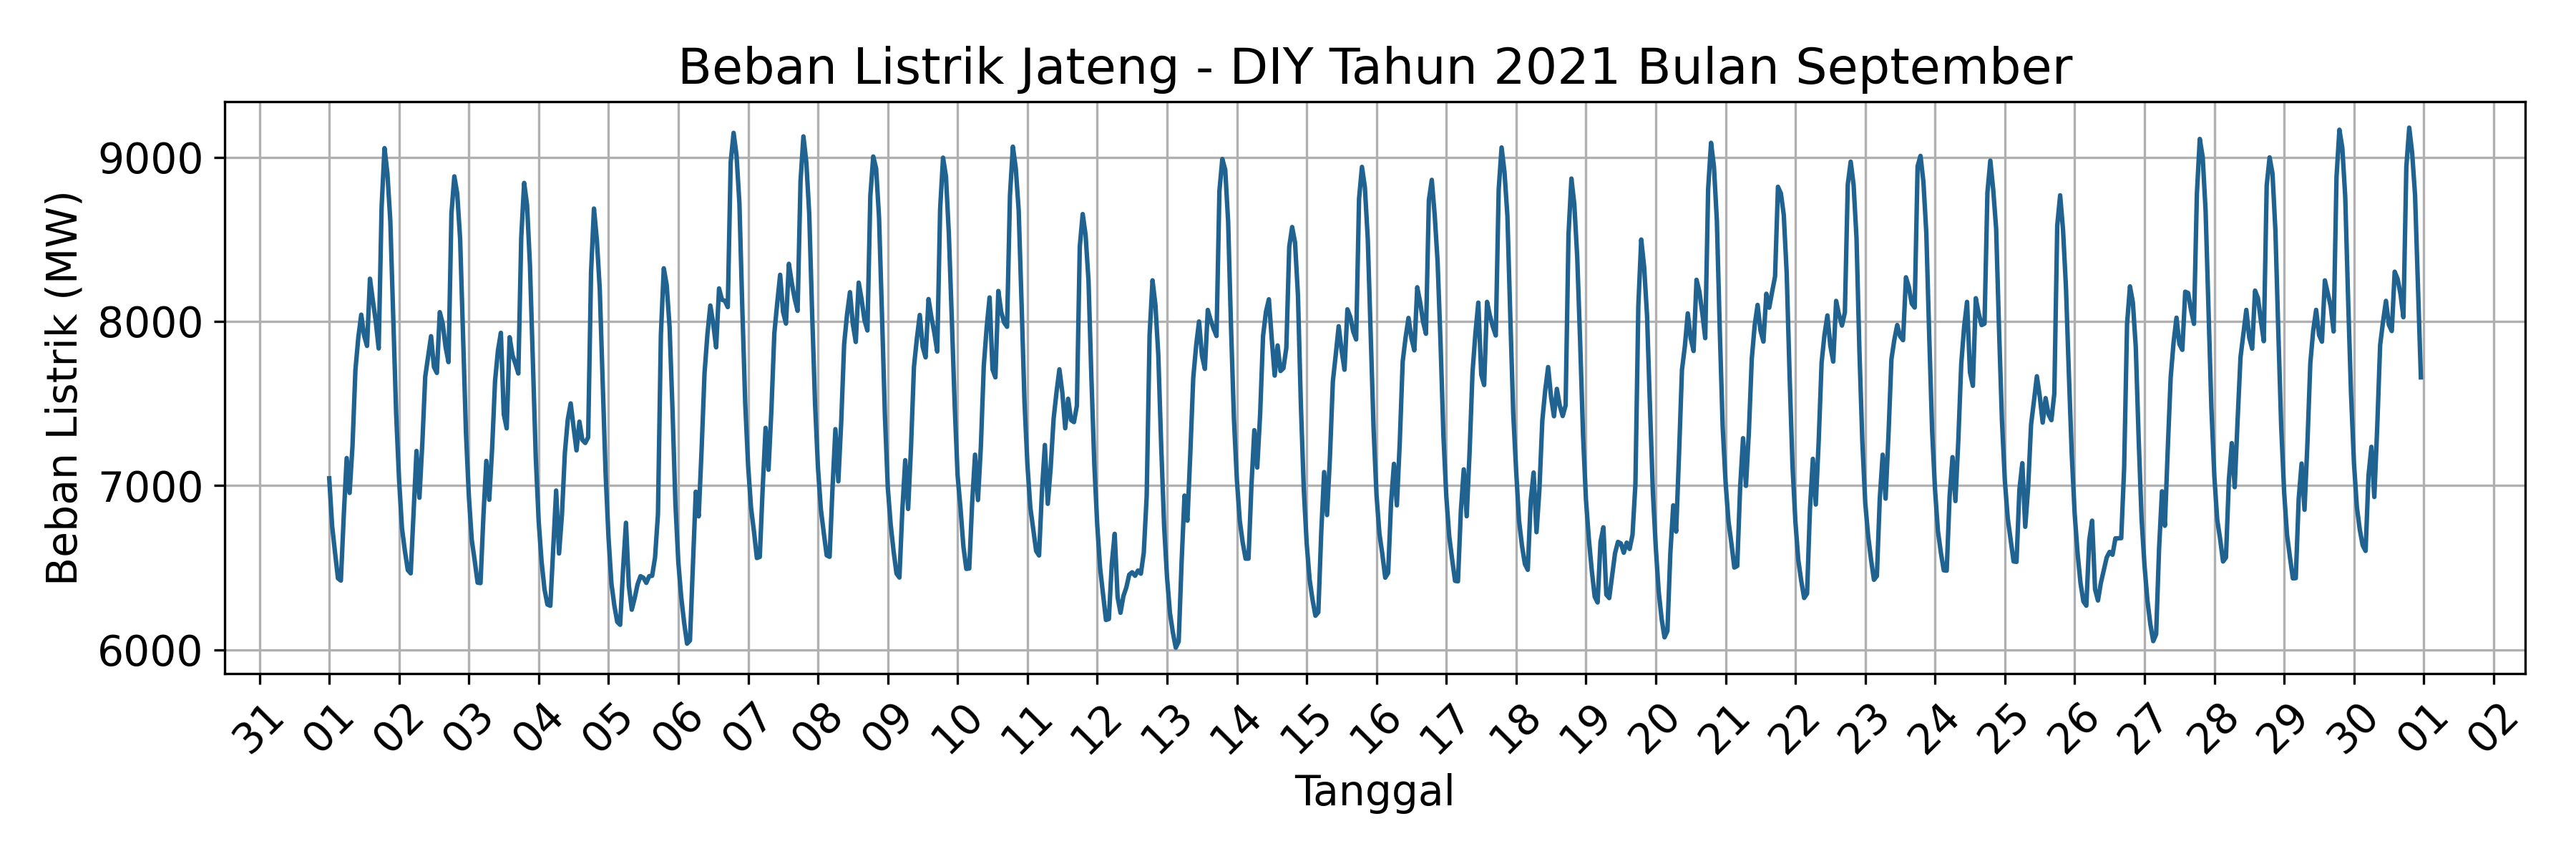 Beban Listrik Jateng - DIY Tahun 2021 Bulan September
Beban Listrik (MW)
9000
8000
7000
6000
31 01 02 03 04 05 06 07 08 09 10 11 12 13 14 15 16 17 18 19 20 21 22 23 24 25 26 27 28 29 30 01 02
Tanggal